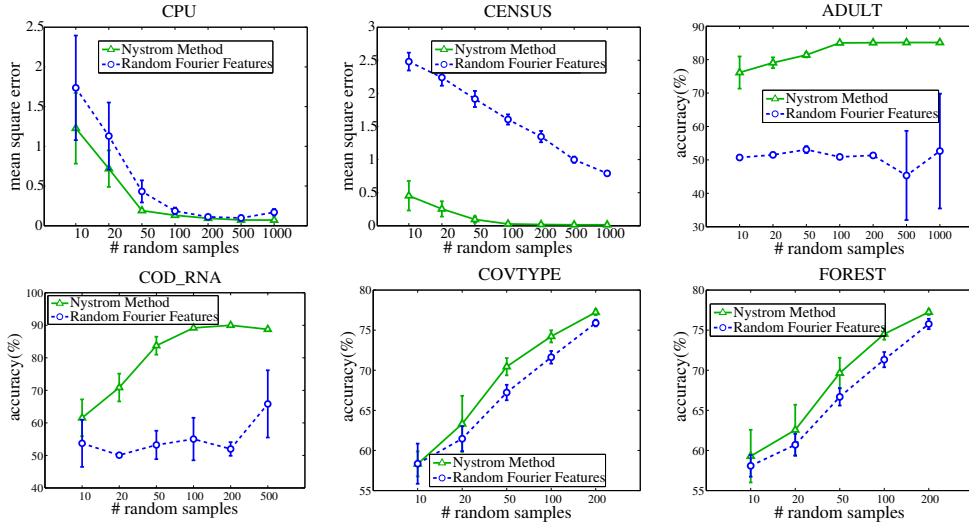 CPU
2.5
2
1.5
1
0.5
0
mean square error
Nystrom Method
Random Fourier Features
10 20 50 100 200 500 1000
# random samples
CENSUS
3
2.5
2
1.5
1
0.5
0
mean square error
Nystrom Method
Random Fourier Features
10 20 50 100 200 500 1000
# random samples
ADULT
90
80
70
60
50
40
30
accuracy(%)
Nystrom Method
Random Fourier Features
10 20 50 100 200 500 1000
# random samples
COD_RNA
100
90
80
70
60
50
40
accuracy(%)
Nystrom Method
Random Fourier Features
10 20 50 100 200 500
# random samples
COVTYPE
80
75
70
65
60
55
accuracy(%)
Nystrom Method
Random Fourier Features
10 20 50 100 200
# random samples
FOREST
80
75
70
65
60
55
accuracy(%)
Nystrom Method
Random Fourier Features
10 20 50 100 200
# random samples